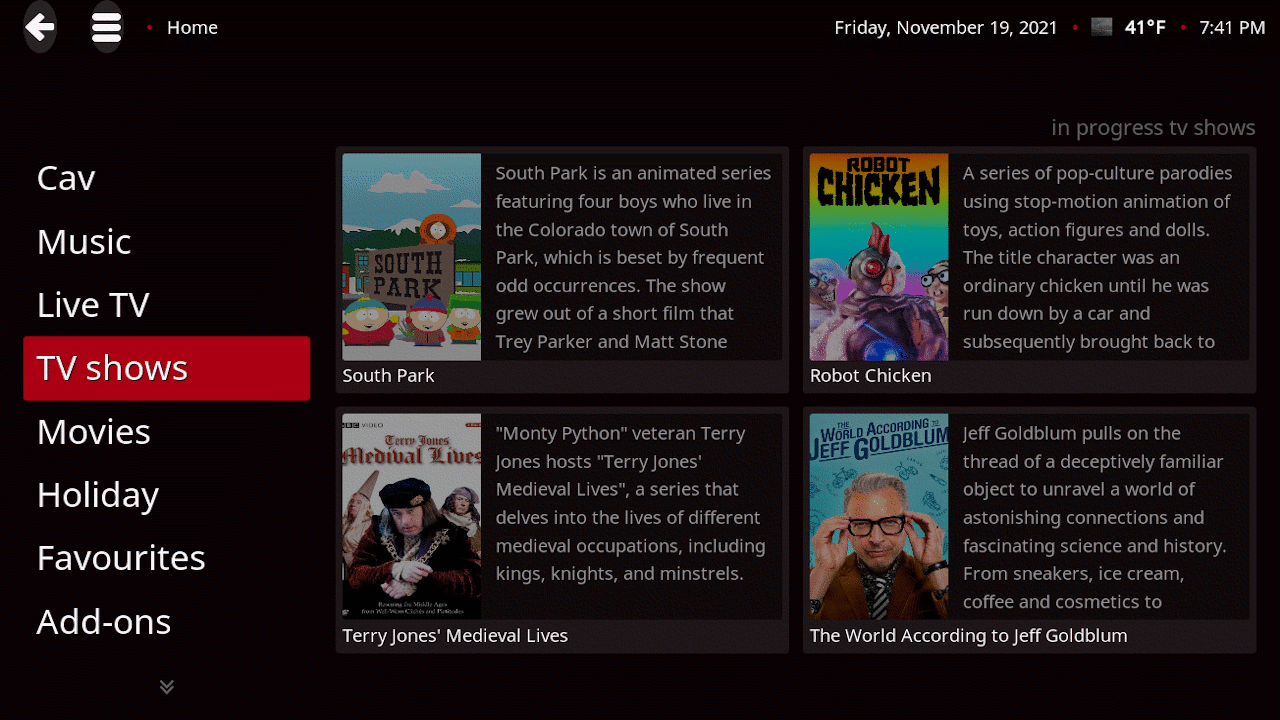 Home
Friday, November 19, 2021 • 41°F • 7:41 PM
in progress tv shows
Cav
Music
Live TV
TV shows
Movies
Holiday
Favourites
Add-ons
SOUTH
PARK
South Park is an animated series
featuring four boys who live in
the Colorado town of South
Park, which is beset by frequent
odd occurrences. The show
grew out of a short film that
Trey Parker and Matt Stone
South Park
ROBOT
CHICKEN
A series of pop-culture parodies
using stop-motion animation of
toys, action figures and dolls.
The title character was an
ordinary chicken until he was
run down by a car and
subsequently brought back to
Robot Chicken
BBC VIDEO
Terry Jones
Medival Lives
Rescuing the Middle Ages
from Well-Worn Clichés and Platitudes
"Monty Python" veteran Terry
Jones hosts "Terry Jones'
Medieval Lives", a series that
delves into the lives of different
medieval occupations, including
kings, knights, and minstrels.
Terry Jones' Medieval Lives
THE
WORLD ACCORDING
TO
JEFF GOLDBLUM
Jeff Goldblum pulls on the
thread of a deceptively familiar
object to unravel a world of
astonishing connections and
fascinating science and history.
From sneakers, ice cream,
coffee and cosmetics to
The World According to Jeff Goldblum